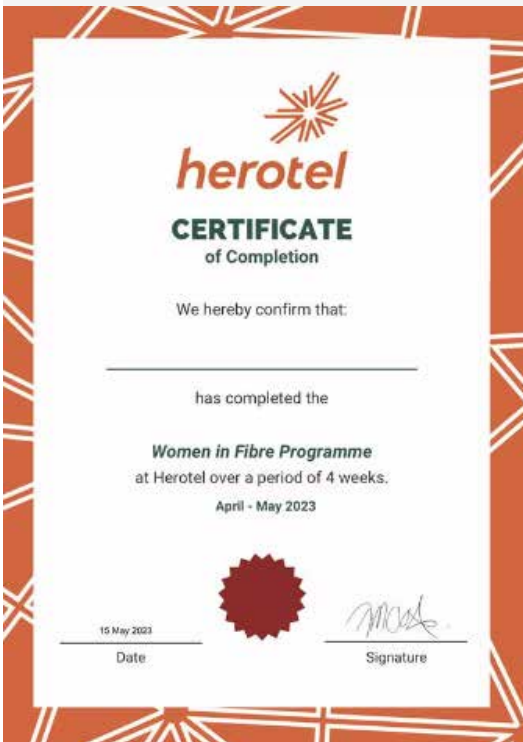 herotel
CERTIFICATE
of Completion
We hereby confirm that:
has completed the
Women in Fibre Programme
at Herotel over a period of 4 weeks.
April - May 2023
15 May 2023
Date
Signature